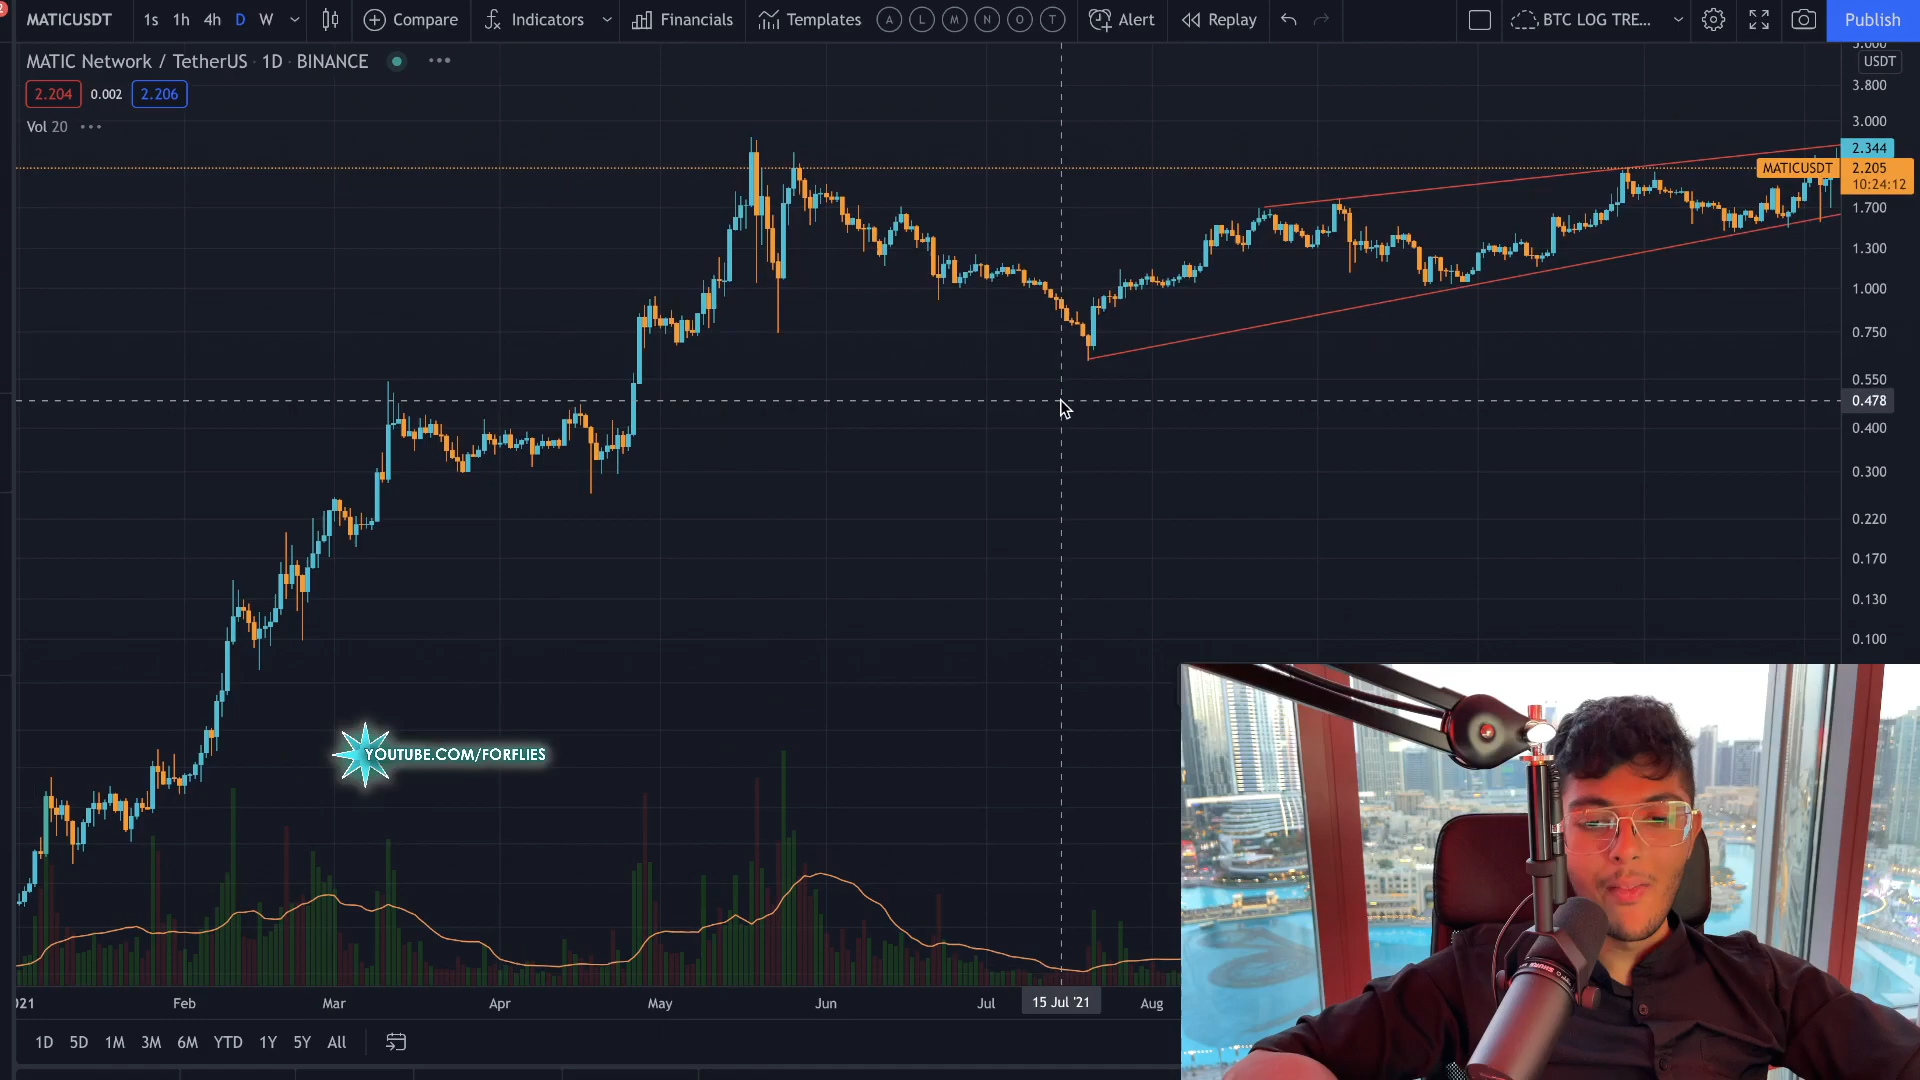 MATICUSDT 1s 1h 4h D W Compare Indicators Financials Templates A L M N O T Alert Replay BTC LOG TRE... Publish
MATIC Network / TetherUS · 1D · BINANCE
USDT
2.204 0.002 2.206
Vol 20
3.800
3.000
2.344
MATICUSDT 2.205
10:24:12
1.700
1.300
1.000
0.750
0.550
0.478
0.400
0.300
0.220
0.170
0.130
0.100
YOUTUBE.COM/FORFLIES
Feb Mar Apr May Jun Jul 15 Jul '21 Aug
1D 5D 1M 3M 6M YTD 1Y 5Y All